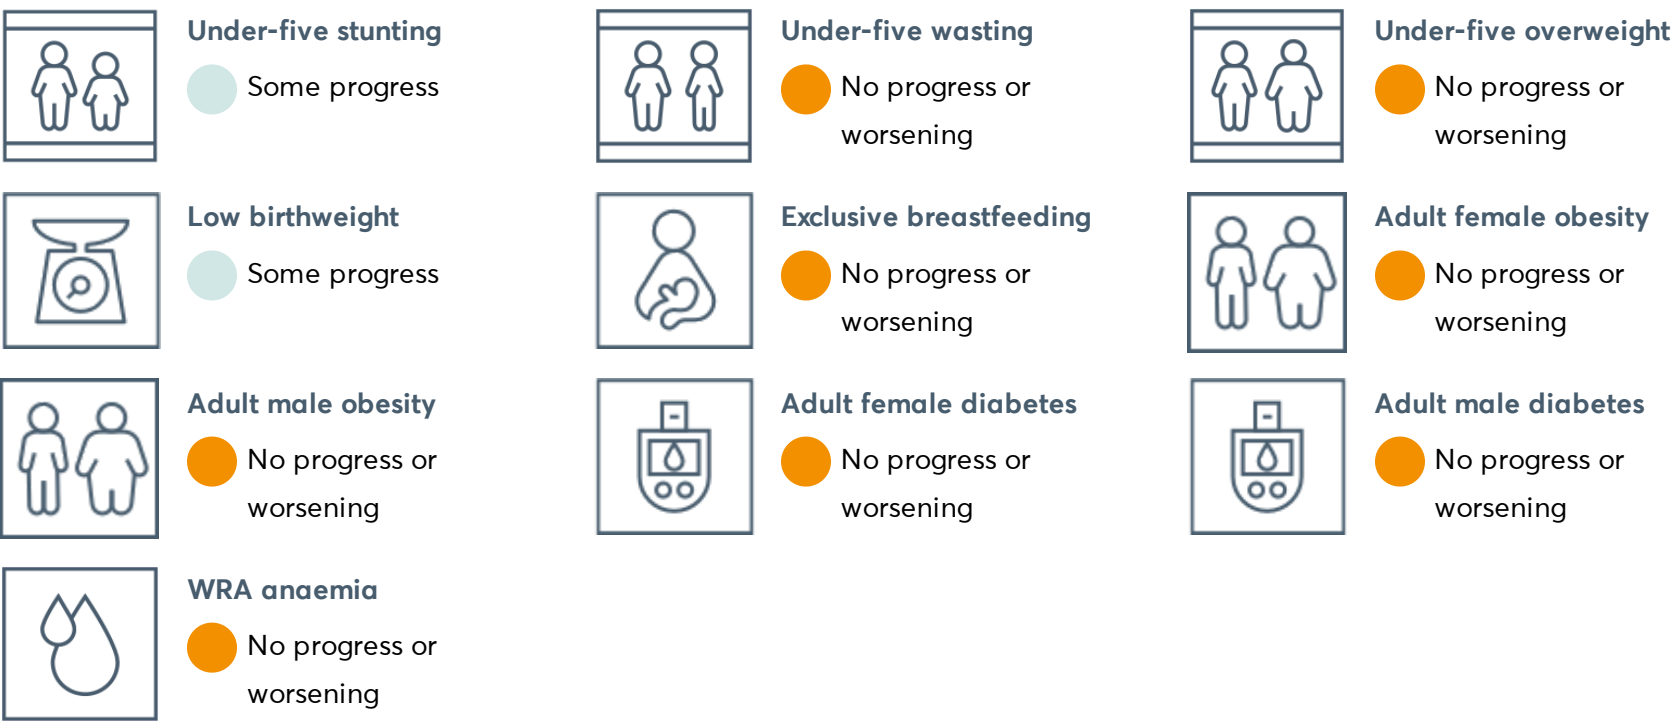 Under-five stunting
Some progress
Under-five wasting
No progress or
worsening
Under-five overweight
No progress or
worsening
Low birthweight
Some progress
Exclusive breastfeeding
No progress or
worsening
Adult female obesity
No progress or
worsening
Adult male obesity
No progress or
worsening
Adult female diabetes
No progress or
worsening
Adult male diabetes
No progress or
worsening
WRA anaemia
No progress or
worsening